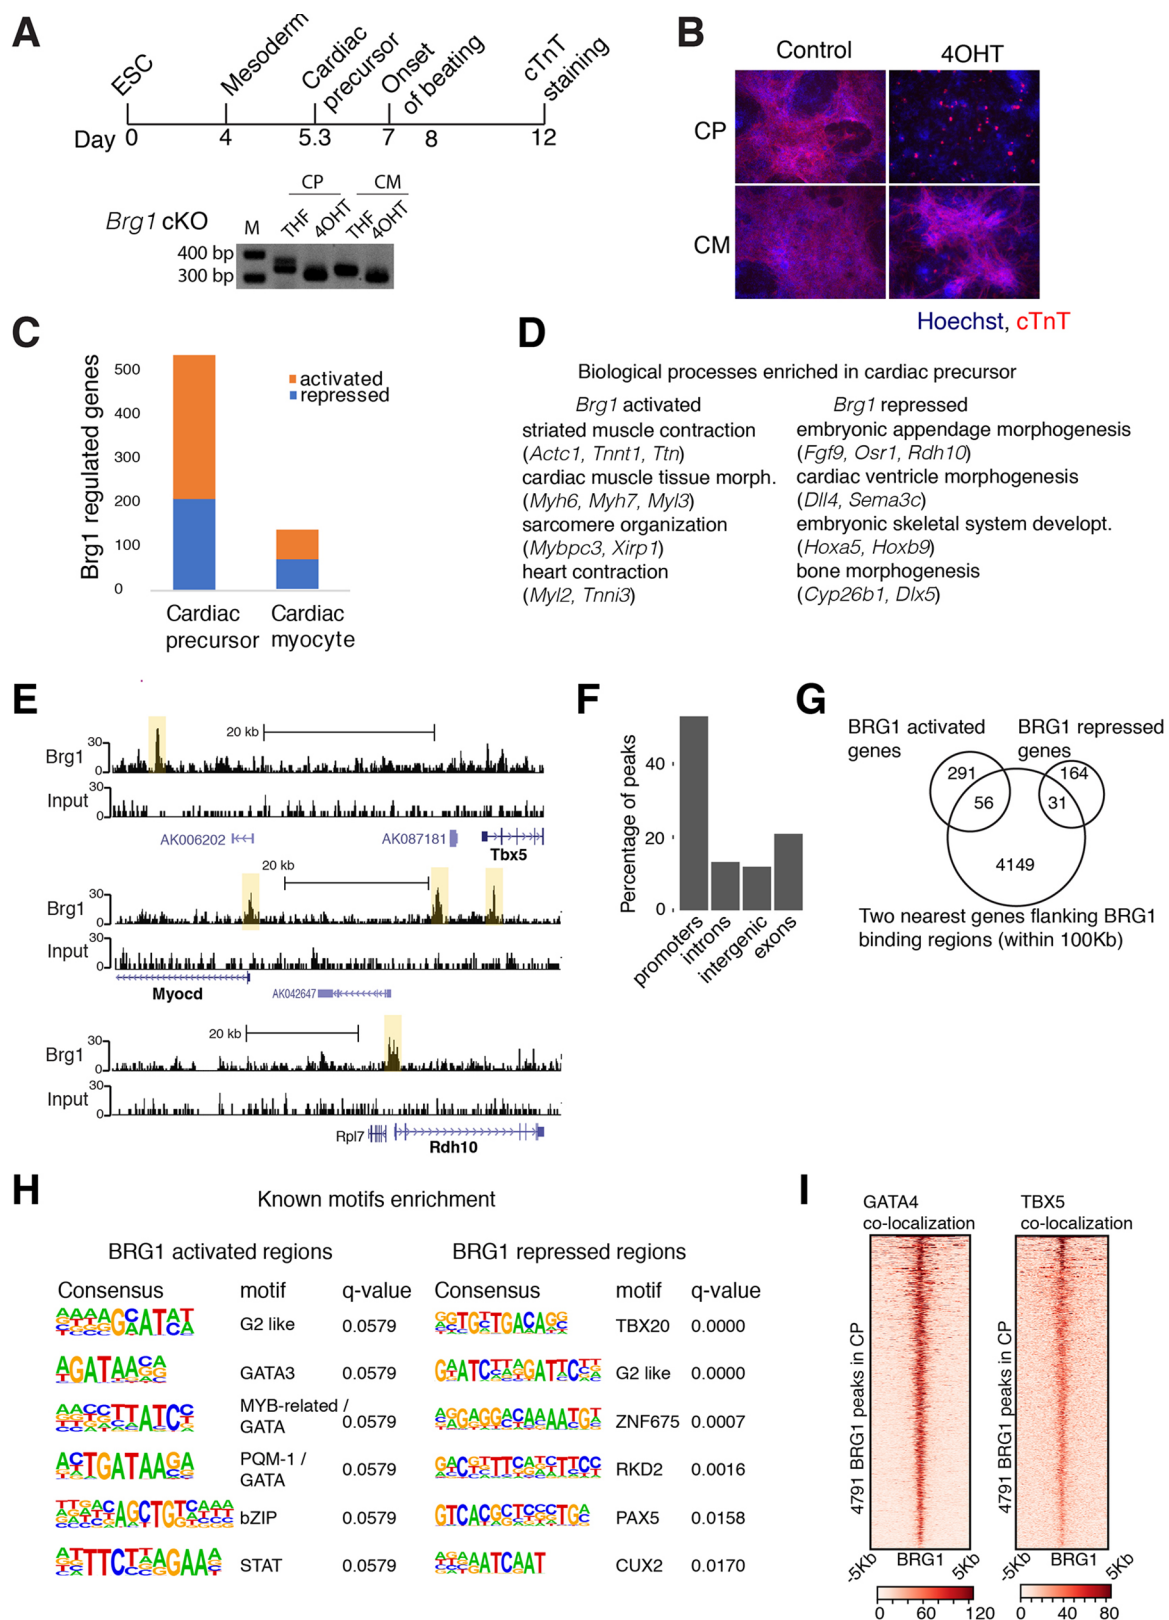 A
ESC
Mesoderm
Cardiac
precursor
Onset
of beating
cTnT
staining
Day 0 4 5.3 7 8 12
CP CM
Brg1 cKO M THF 4OHT THF 4OHT
400 bp
300 bp
B
Control 4OHT
CP
CM
Hoechst, cTnT
C
Brg1 regulated genes
500
400
300
200
100
0
activated
repressed
Cardiac
precursor
Cardiac
myocyte
D
Biological processes enriched in cardiac precursor
Brg1 activated
striated muscle contraction
(Actc1, Tnnt1, Ttn)
cardiac muscle tissue morph.
(Myh6, Myh7, Myl3)
sarcomere organization
(Mybpc3, Xirp1)
heart contraction
(Myl2, Tnni3)
Brg1 repressed
embryonic appendage morphogenesis
(Fgf9, Osr1, Rdh10)
cardiac ventricle morphogenesis
(Dll4, Sema3c)
embryonic skeletal system developt.
(Hoxa5, Hoxb9)
bone morphogenesis
(Cyp26b1, Dlx5)
E
20 kb
Brg1 30 0
Input 30 0
AK006202 AK087181 Tbx5
20 kb
Brg1 30 0
Input 30 0
Myocd AK042647
20 kb
Brg1 30 0
Input 30 0
Rpl7 Rdh10
F
Percentage of peaks
40
20
0
promoters
introns
intergenic
exons
G
BRG1 activated
genes
BRG1 repressed
genes
291 164
56 31
4149
Two nearest genes flanking BRG1
binding regions (within 100Kb)
H
Known motifs enrichment
BRG1 activated regions
Consensus motif q-value
G2 like 0.0579
GATA3 0.0579
MYB-related /
GATA 0.0579
PQM-1 /
GATA 0.0579
bZIP 0.0579
STAT 0.0579
BRG1 repressed regions
Consensus motif q-value
TBX20 0.0000
G2 like 0.0000
ZNF675 0.0007
RKD2 0.0016
PAX5 0.0158
CUX2 0.0170
I
GATA4
co-localization
4791 BRG1 peaks in CP
-5Kb BRG1 5Kb
0 60 120
TBX5
co-localization
4791 BRG1 peaks in CP
-5Kb BRG1 5Kb
0 40 80